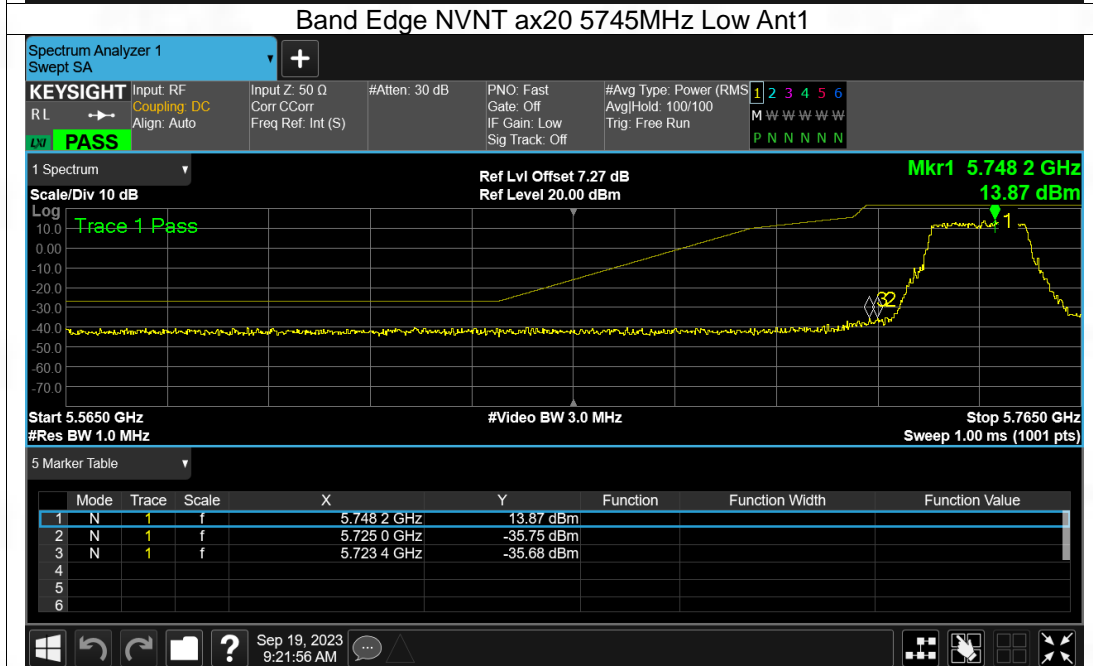 Band Edge NVNT ax20 5745MHz Low Ant1
Spectrum Analyzer 1
Swept SA
+
KEYSIGHT Input: RF Input Z: 50 Ω #Atten: 30 dB PNO: Fast #Avg Type: Power (RMS 1 2 3 4 5 6
RL Coupling: DC Corr CCorr Gate: Off Avg|Hold: 100/100 M W W W W W
Align: Auto Freq Ref: Int (S) IF Gain: Low Trig: Free Run
LXI PASS Sig Track: Off P N N N N N
1 Spectrum Ref Lvl Offset 7.27 dB Mkr1 5.748 2 GHz
Scale/Div 10 dB Ref Level 20.00 dBm 13.87 dBm
Log
Trace 1 Pass
1
10.0
0.00
-10.0
-20.0
32
-30.0
-40.0
-50.0
-60.0
-70.0
Start 5.5650 GHz #Video BW 3.0 MHz Stop 5.7650 GHz
#Res BW 1.0 MHz Sweep 1.00 ms (1001 pts)
5 Marker Table
Mode Trace Scale X Y Function Function Width Function Value
1 N 1 f 5.748 2 GHz 13.87 dBm
2 N 1 f 5.725 0 GHz -35.75 dBm
3 N 1 f 5.723 4 GHz -35.68 dBm
4
5
6
? Sep 19, 2023
9:21:56 AM